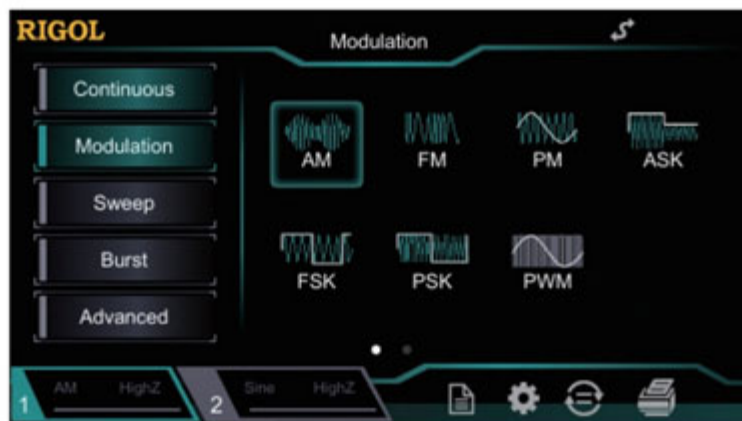 RIGOL
Modulation
Continuous
Modulation
Sweep
Burst
Advanced
AM FM PM ASK
FSK PSK PWM
1 AM HighZ 2 Sine HighZ